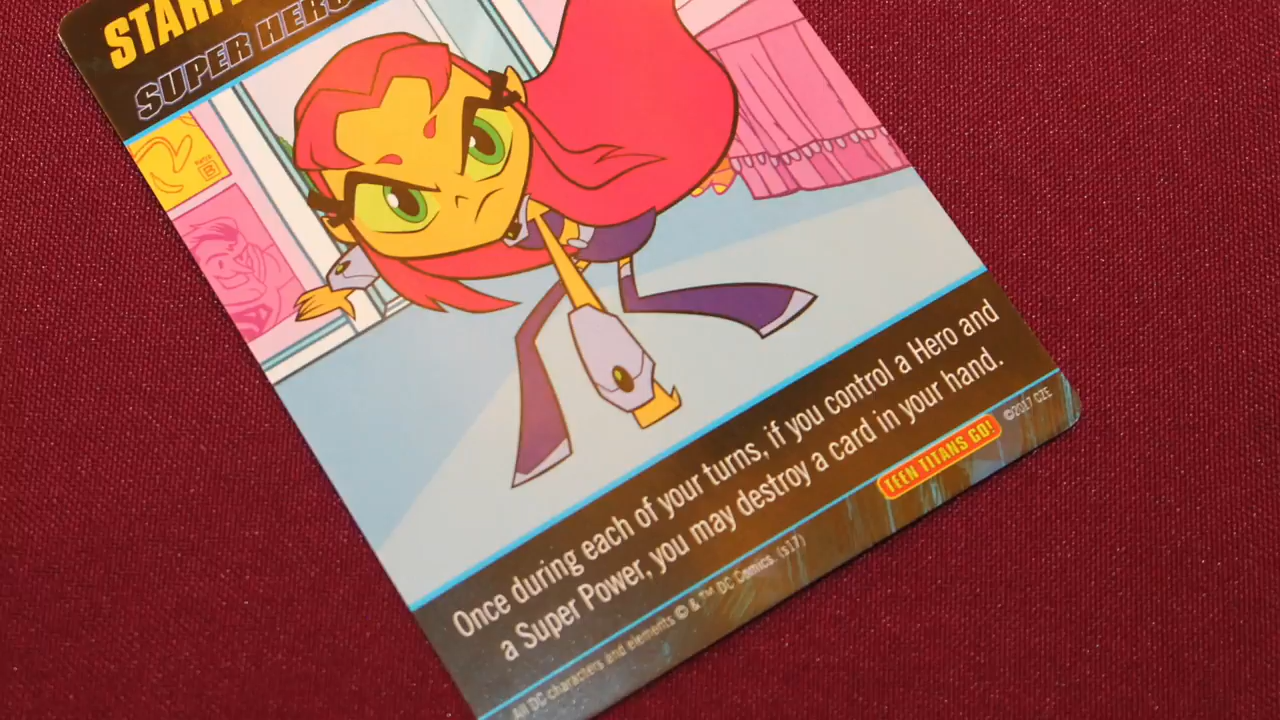 SUPER HERO
Once during each of your turns, if you control a Hero and
a Super Power, you may destroy a card in your hand.
TEEN TITANS GO!
©2017 CZE
All DC characters and elements © & ™ DC Comics. (s17)